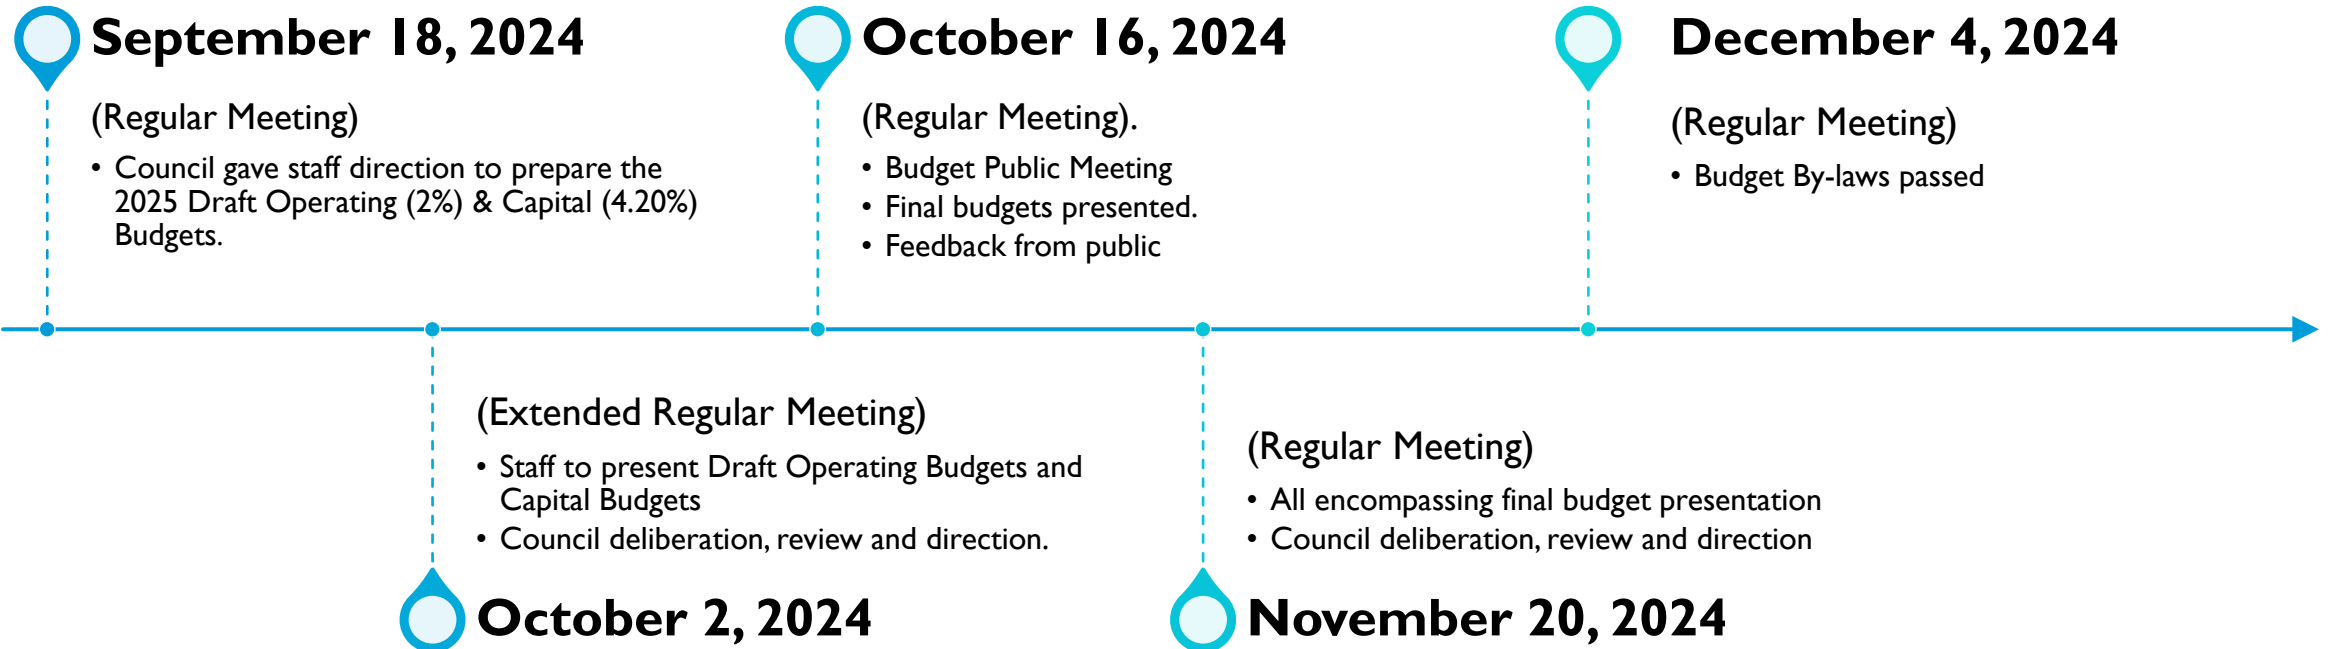 September 18, 2024
(Regular Meeting)
• Council gave staff direction to prepare the
2025 Draft Operating (2%) & Capital (4.20%)
Budgets.
October 16, 2024
(Regular Meeting).
• Budget Public Meeting
• Final budgets presented.
• Feedback from public
December 4, 2024
(Regular Meeting)
• Budget By-laws passed
(Extended Regular Meeting)
• Staff to present Draft Operating Budgets and
Capital Budgets
• Council deliberation, review and direction.
October 2, 2024
(Regular Meeting)
• All encompassing final budget presentation
• Council deliberation, review and direction
November 20, 2024